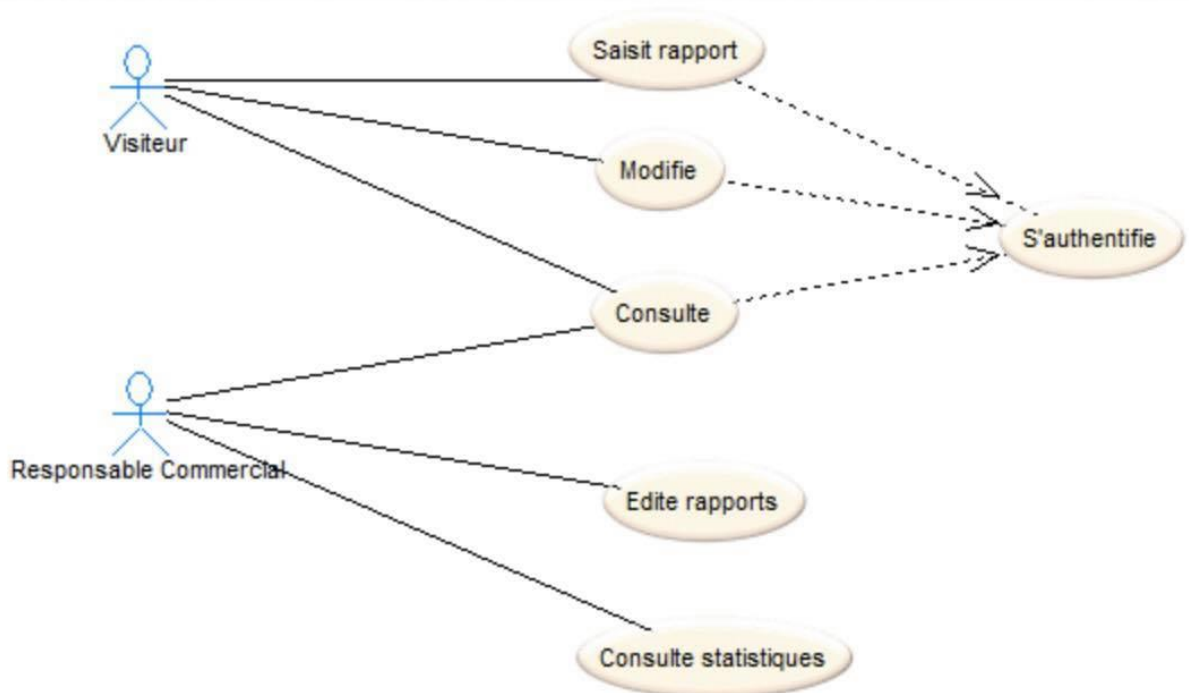 Saisit rapport
Visiteur
Modifie
S'authentifie
Consulte
Responsable Commercial
Edite rapports
Consulte statistiques